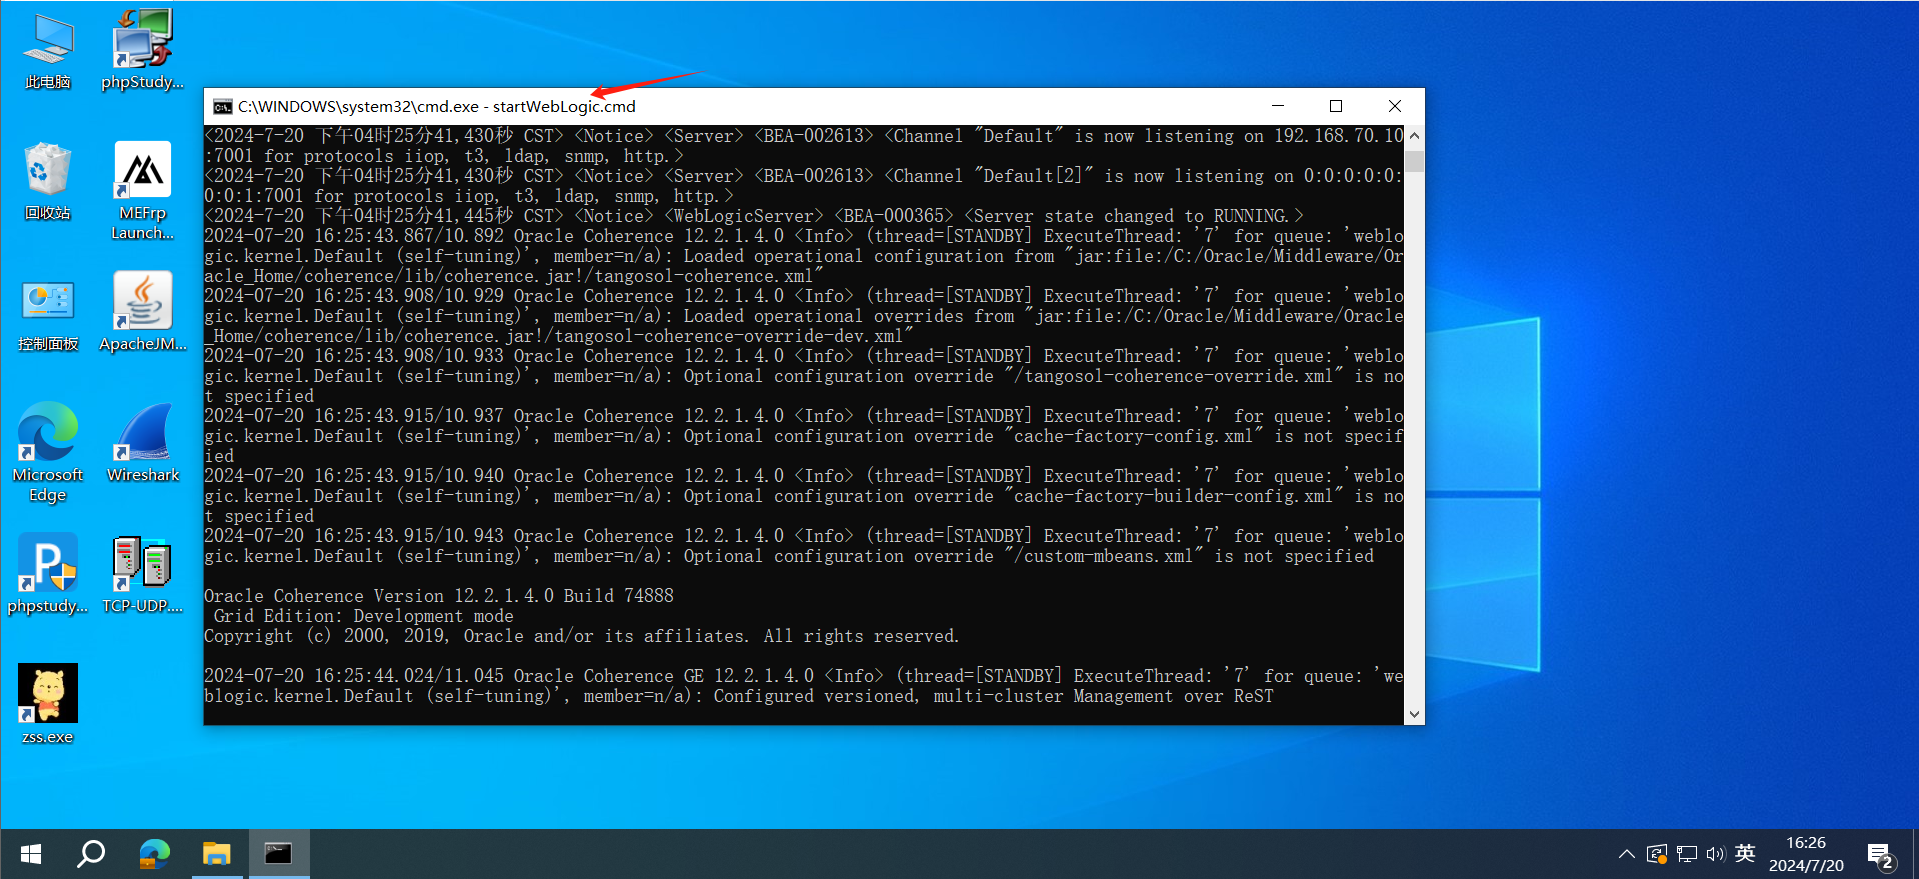 此电脑
phpStudy...
回收站
MEFrp
Launch...
控制面板
ApacheJM...
Microsoft
Edge
Wireshark
phpstudy...
TCP-UDP....
zss.exe
C:\WINDOWS\system32\cmd.exe - startWebLogic.cmd
<2024-7-20 下午04时25分41,430秒 CST> <Notice> <Server> <BEA-002613> <Channel "Default" is now listening on 192.168.70.10
:7001 for protocols iiop, t3, ldap, snmp, http.>
<2024-7-20 下午04时25分41,430秒 CST> <Notice> <Server> <BEA-002613> <Channel "Default[2]" is now listening on 0:0:0:0:0:
0:0:1:7001 for protocols iiop, t3, ldap, snmp, http.>
<2024-7-20 下午04时25分41,445秒 CST> <Notice> <WebLogicServer> <BEA-000365> <Server state changed to RUNNING.>
2024-07-20 16:25:43.867/10.892 Oracle Coherence 12.2.1.4.0 <Info> (thread=[STANDBY] ExecuteThread: '7' for queue: 'weblo
gic.kernel.Default (self-tuning)', member=n/a): Loaded operational configuration from "jar:file:/C:/Oracle/Middleware/Or
acle_Home/coherence/lib/coherence.jar!/tangosol-coherence.xml"
2024-07-20 16:25:43.908/10.929 Oracle Coherence 12.2.1.4.0 <Info> (thread=[STANDBY] ExecuteThread: '7' for queue: 'weblo
gic.kernel.Default (self-tuning)', member=n/a): Loaded operational overrides from "jar:file:/C:/Oracle/Middleware/Oracle
_Home/coherence/lib/coherence.jar!/tangosol-coherence-override-dev.xml"
2024-07-20 16:25:43.908/10.933 Oracle Coherence 12.2.1.4.0 <Info> (thread=[STANDBY] ExecuteThread: '7' for queue: 'weblo
gic.kernel.Default (self-tuning)', member=n/a): Optional configuration override "/tangosol-coherence-override.xml" is no
t specified
2024-07-20 16:25:43.915/10.937 Oracle Coherence 12.2.1.4.0 <Info> (thread=[STANDBY] ExecuteThread: '7' for queue: 'weblo
gic.kernel.Default (self-tuning)', member=n/a): Optional configuration override "cache-factory-config.xml" is not specif
ied
2024-07-20 16:25:43.915/10.940 Oracle Coherence 12.2.1.4.0 <Info> (thread=[STANDBY] ExecuteThread: '7' for queue: 'weblo
gic.kernel.Default (self-tuning)', member=n/a): Optional configuration override "cache-factory-builder-config.xml" is no
t specified
2024-07-20 16:25:43.915/10.943 Oracle Coherence 12.2.1.4.0 <Info> (thread=[STANDBY] ExecuteThread: '7' for queue: 'weblo
gic.kernel.Default (self-tuning)', member=n/a): Optional configuration override "/custom-mbeans.xml" is not specified
Oracle Coherence Version 12.2.1.4.0 Build 74888
Grid Edition: Development mode
Copyright (c) 2000, 2019, Oracle and/or its affiliates. All rights reserved.
2024-07-20 16:25:44.024/11.045 Oracle Coherence GE 12.2.1.4.0 <Info> (thread=[STANDBY] ExecuteThread: '7' for queue: 'we
blogic.kernel.Default (self-tuning)', member=n/a): Configured versioned, multi-cluster Management over ReST
英
16:26
2024/7/20
2